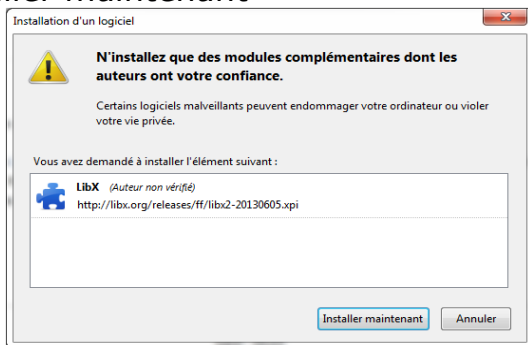 Installation d'un logiciel
N'installez que des modules complémentaires dont les
auteurs ont votre confiance.
Certains logiciels malveillants peuvent endommager votre ordinateur ou violer
votre vie privée.
Vous avez demandé à installer l'élément suivant :
LibX (Auteur non vérifié)
http://libx.org/releases/ff/libx2-20130605.xpi
Installer maintenant Annuler